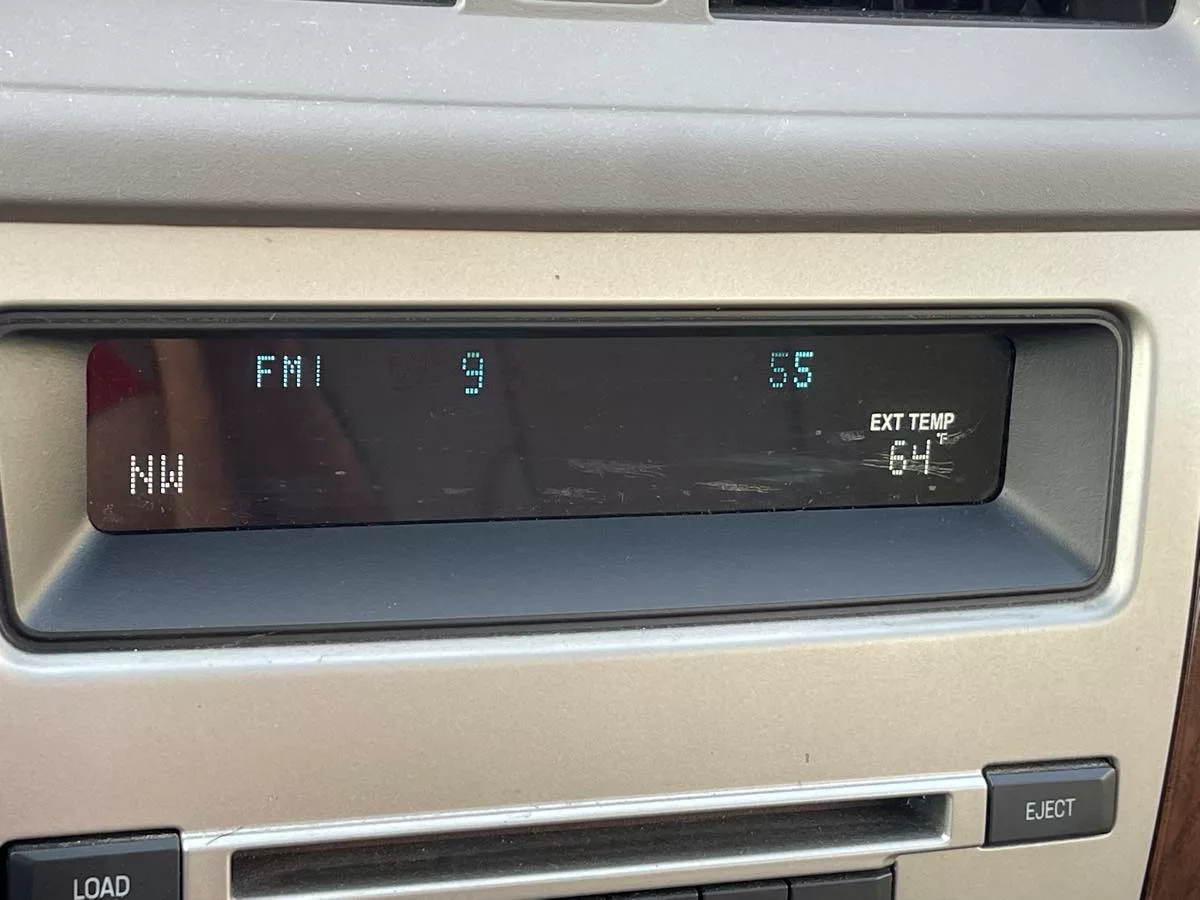 FM1 9 55
EXT TEMP
NW 64°F
EJECT
LOAD